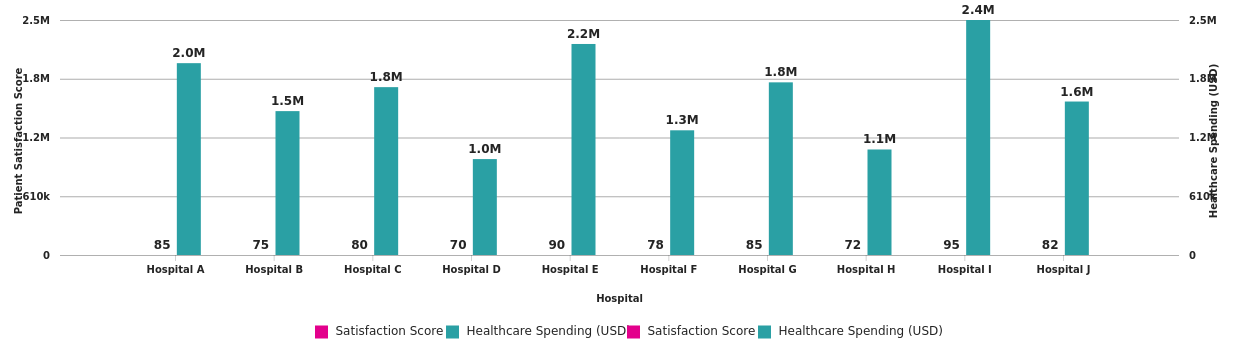 2.4M
2.5M
2.5M
2.2M
2.0M
1.8M
1.8M
1.8M
1.8M
1.6M
1.5M
1.3M
1.2M
1.2M
1.1M
1.0M
610k
610k
Patient Satisfaction Score
Healthcare Spending (USD)
85 75 80 70 90 78 85 72 95 82
0
0
Hospital A Hospital B Hospital C Hospital D Hospital E Hospital F Hospital G Hospital H Hospital I Hospital J
Hospital
Satisfaction Score Healthcare Spending (USD Satisfaction Score Healthcare Spending (USD)